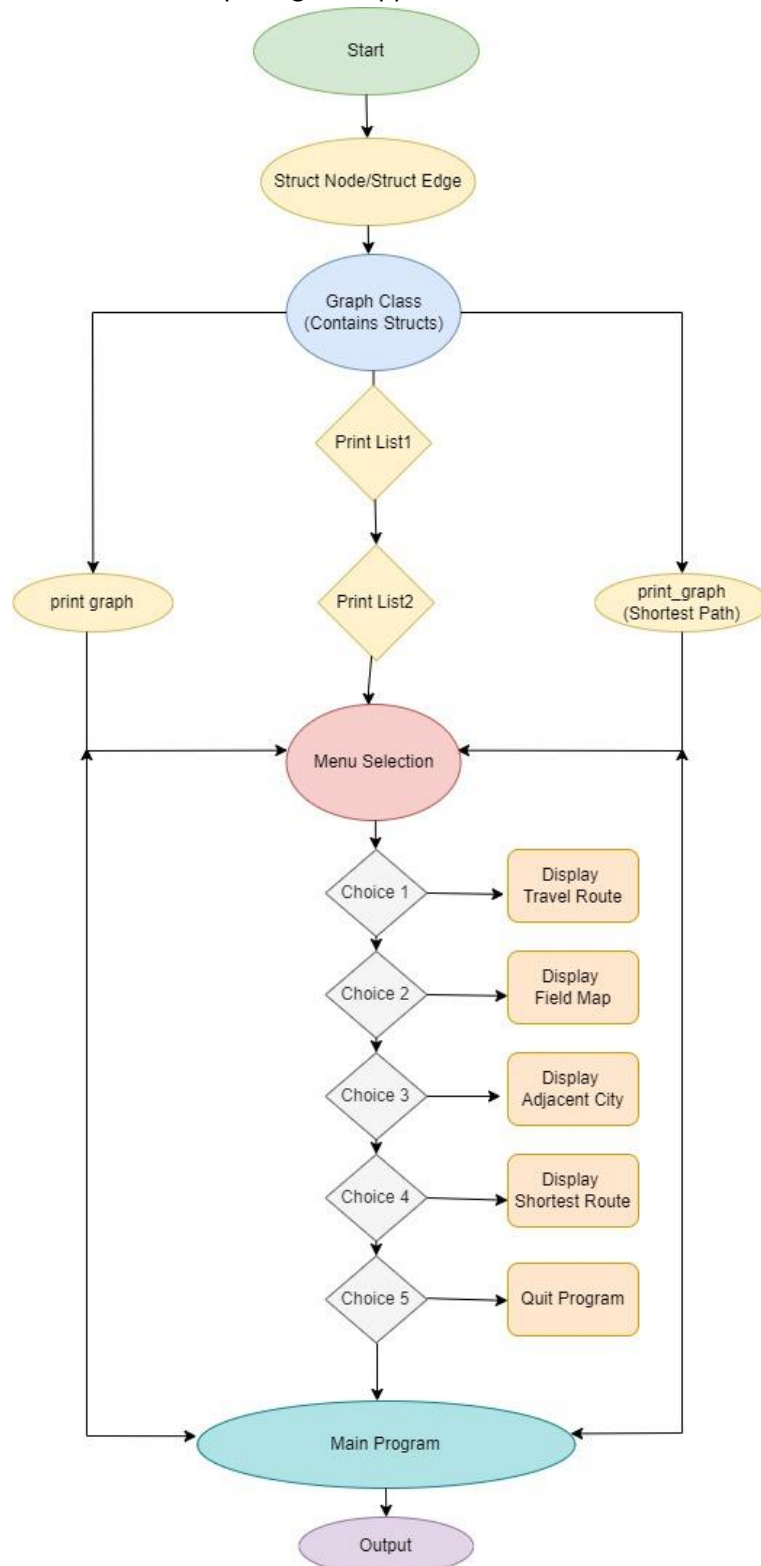 Start
Struct Node/Struct Edge
Graph Class
(Contains Structs)
Print List1
print graph
Print List2
print_graph
(Shortest Path)
Menu Selection
Choice 1
Display
Travel Route
Choice 2
Display
Field Map
Choice 3
Display
Adjacent City
Choice 4
Display
Shortest Route
Choice 5
Quit Program
Main Program
Output